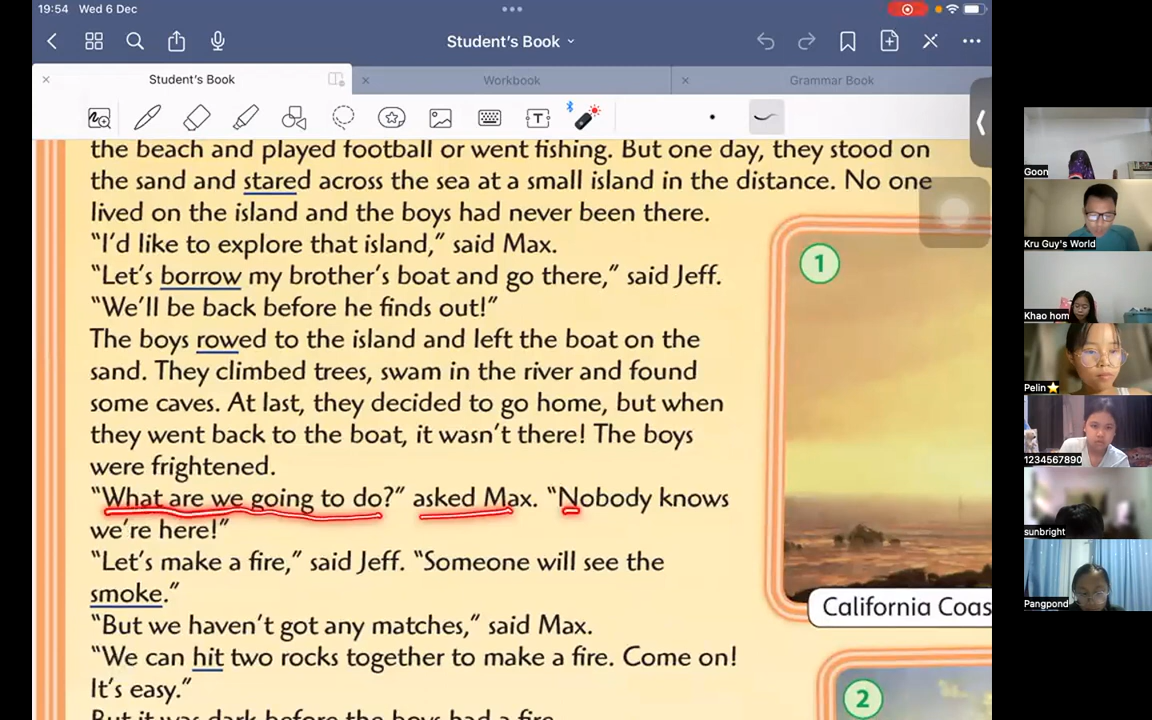 19:54 Wed 6 Dec
Student's Book
Student's Book
Workbook
Grammar Book
the beach and played football or went fishing. But one day, they stood on
the sand and stared across the sea at a small island in the distance. No one
lived on the island and the boys had never been there.
"I'd like to explore that island," said Max.
"Let's borrow my brother's boat and go there," said Jeff.
"We'll be back before he finds out!"
The boys rowed to the island and left the boat on the
sand. They climbed trees, swam in the river and found
some caves. At last, they decided to go home, but when
they went back to the boat, it wasn't there! The boys
were frightened.
"What are we going to do?" asked Max. "Nobody knows
we're here!"
"Let's make a fire," said Jeff. "Someone will see the
smoke."
"But we haven't got any matches," said Max.
"We can hit two rocks together to make a fire. Come on!
It's easy."
But it was dark before the boys had a fire.
1
California Coas
2
Goon
Kru Guy's World
Khao hom
Pelin⭐
1234567890
sunbright
Pangpond